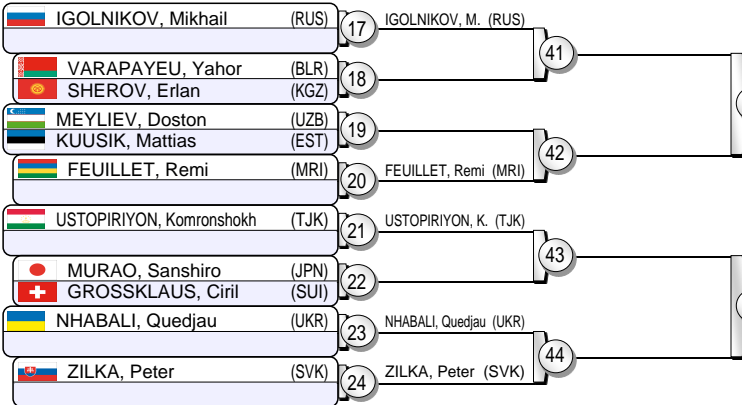 IGOLNIKOV, Mikhail (RUS) 17 IGOLNIKOV, M. (RUS)
41
VARAPAYEU, Yahor (BLR) 18
SHEROV, Erlan (KGZ)
MEYLIEV, Doston (UZB) 19
KUUSIK, Mattias (EST)
42
FEUILLET, Remi (MRI) 20 FEUILLET, Remi (MRI)
USTOPIRIYON, Komronshokh (TJK) 21 USTOPIRIYON, K. (TJK)
43
MURAO, Sanshiro (JPN) 22
GROSSKLAUS, Ciril (SUI)
NHABALI, Quedjau (UKR) 23 NHABALI, Quedjau (UKR)
44
ZILKA, Peter (SVK) 24 ZILKA, Peter (SVK)